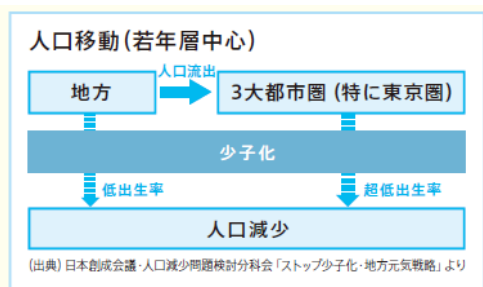 人口移動(若年層中心)
人口流出
地方
3大都市圏(特に東京圏)
少子化
低出生率
超低出生率
人口減少
(出典)日本創成会議・人口減少問題検討分科会「ストップ少子化・地方元気戦略」より